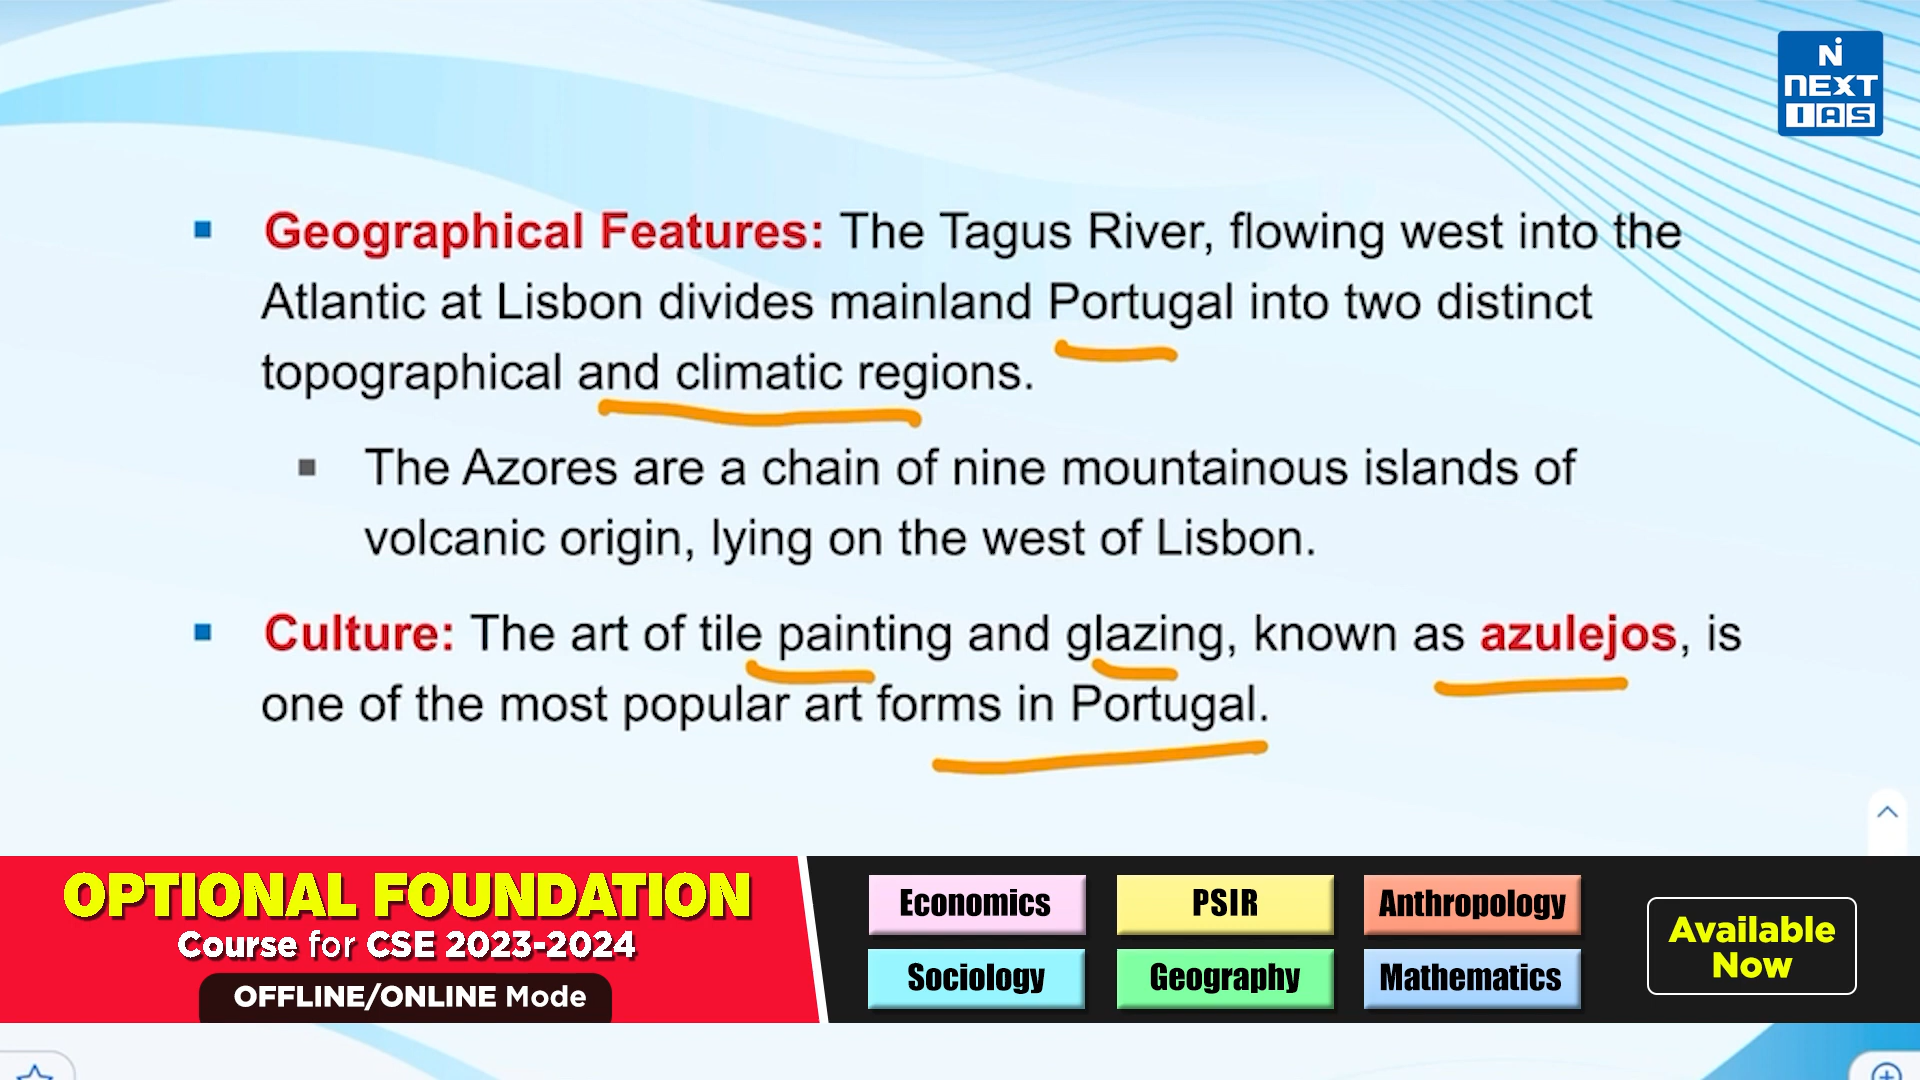 NEXT
IAS
Geographical Features: The Tagus River, flowing west into the
Atlantic at Lisbon divides mainland Portugal into two distinct
topographical and climatic regions.
The Azores are a chain of nine mountainous islands of
volcanic origin, lying on the west of Lisbon.
Culture: The art of tile painting and glazing, known as azulejos, is
one of the most popular art forms in Portugal.
OPTIONAL FOUNDATION
Course for CSE 2023-2024
OFFLINE/ONLINE Mode
Economics
PSIR
Anthropology
Sociology
Geography
Mathematics
Available
Now